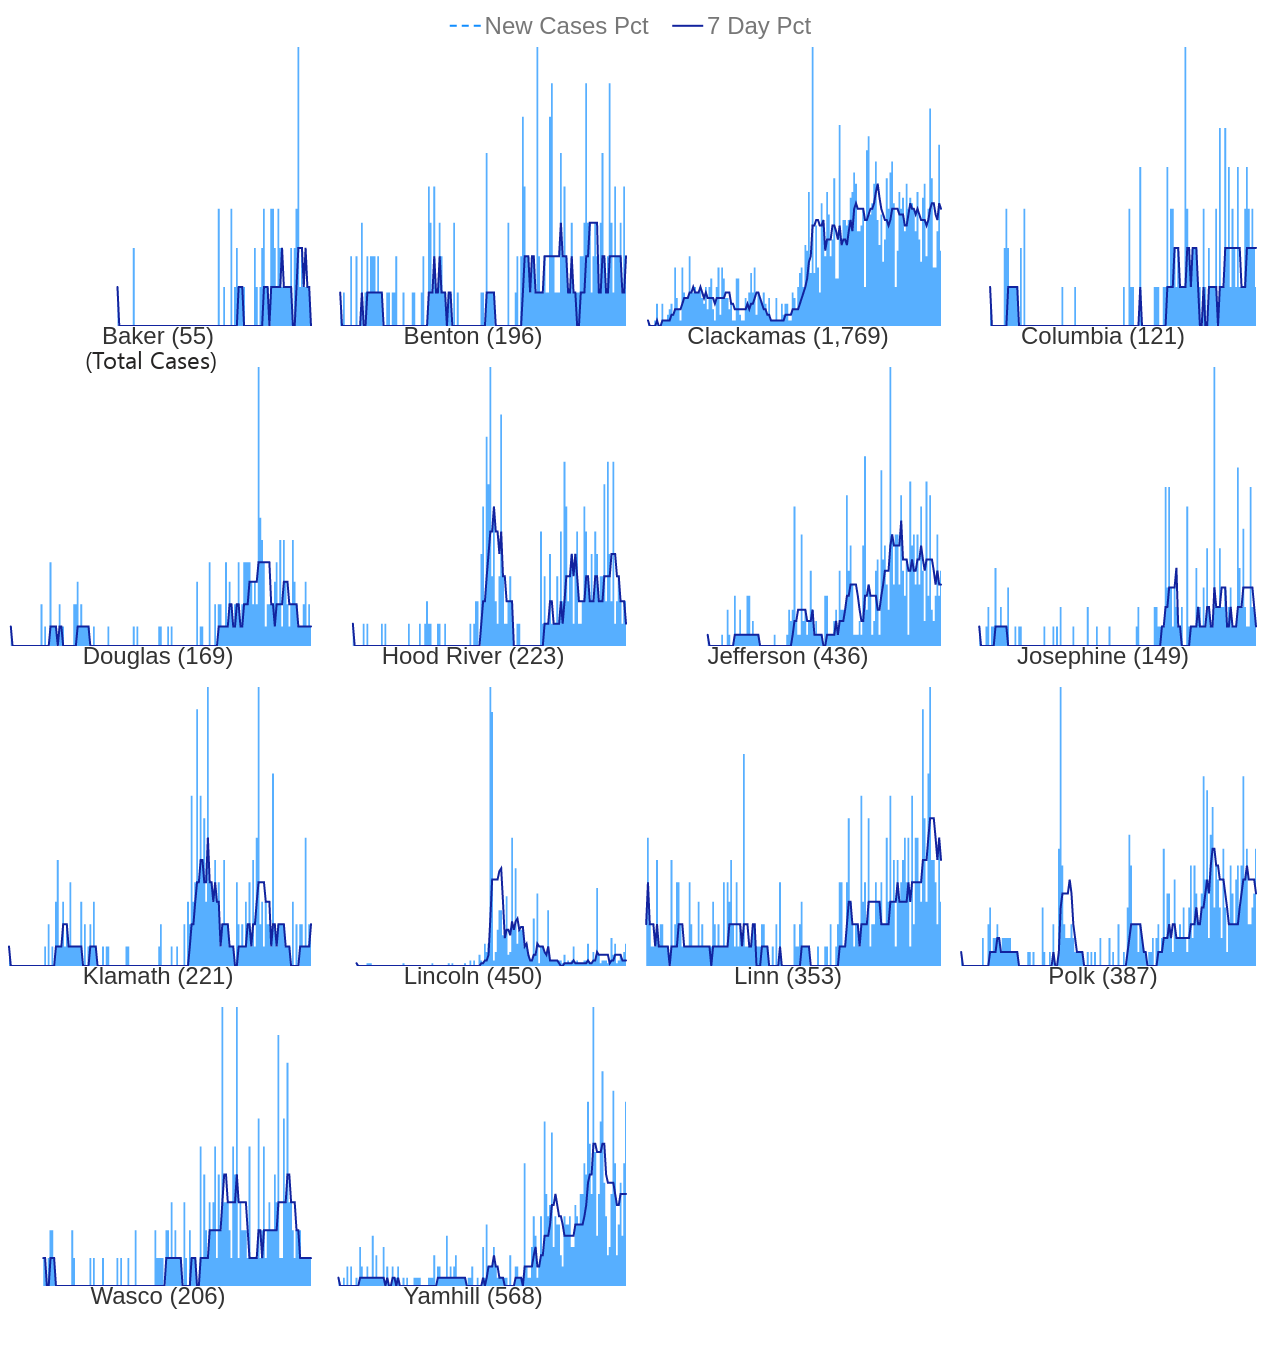 New Cases Pct 7 Day Pct
Baker (55) Benton (196) Clackamas (1,769) Columbia (121)
(Total Cases)
Douglas (169) Hood River (223) Jefferson (436) Josephine (149)
Klamath (221) Lincoln (450) Linn (353) Polk (387)
Wasco (206) Yamhill (568)